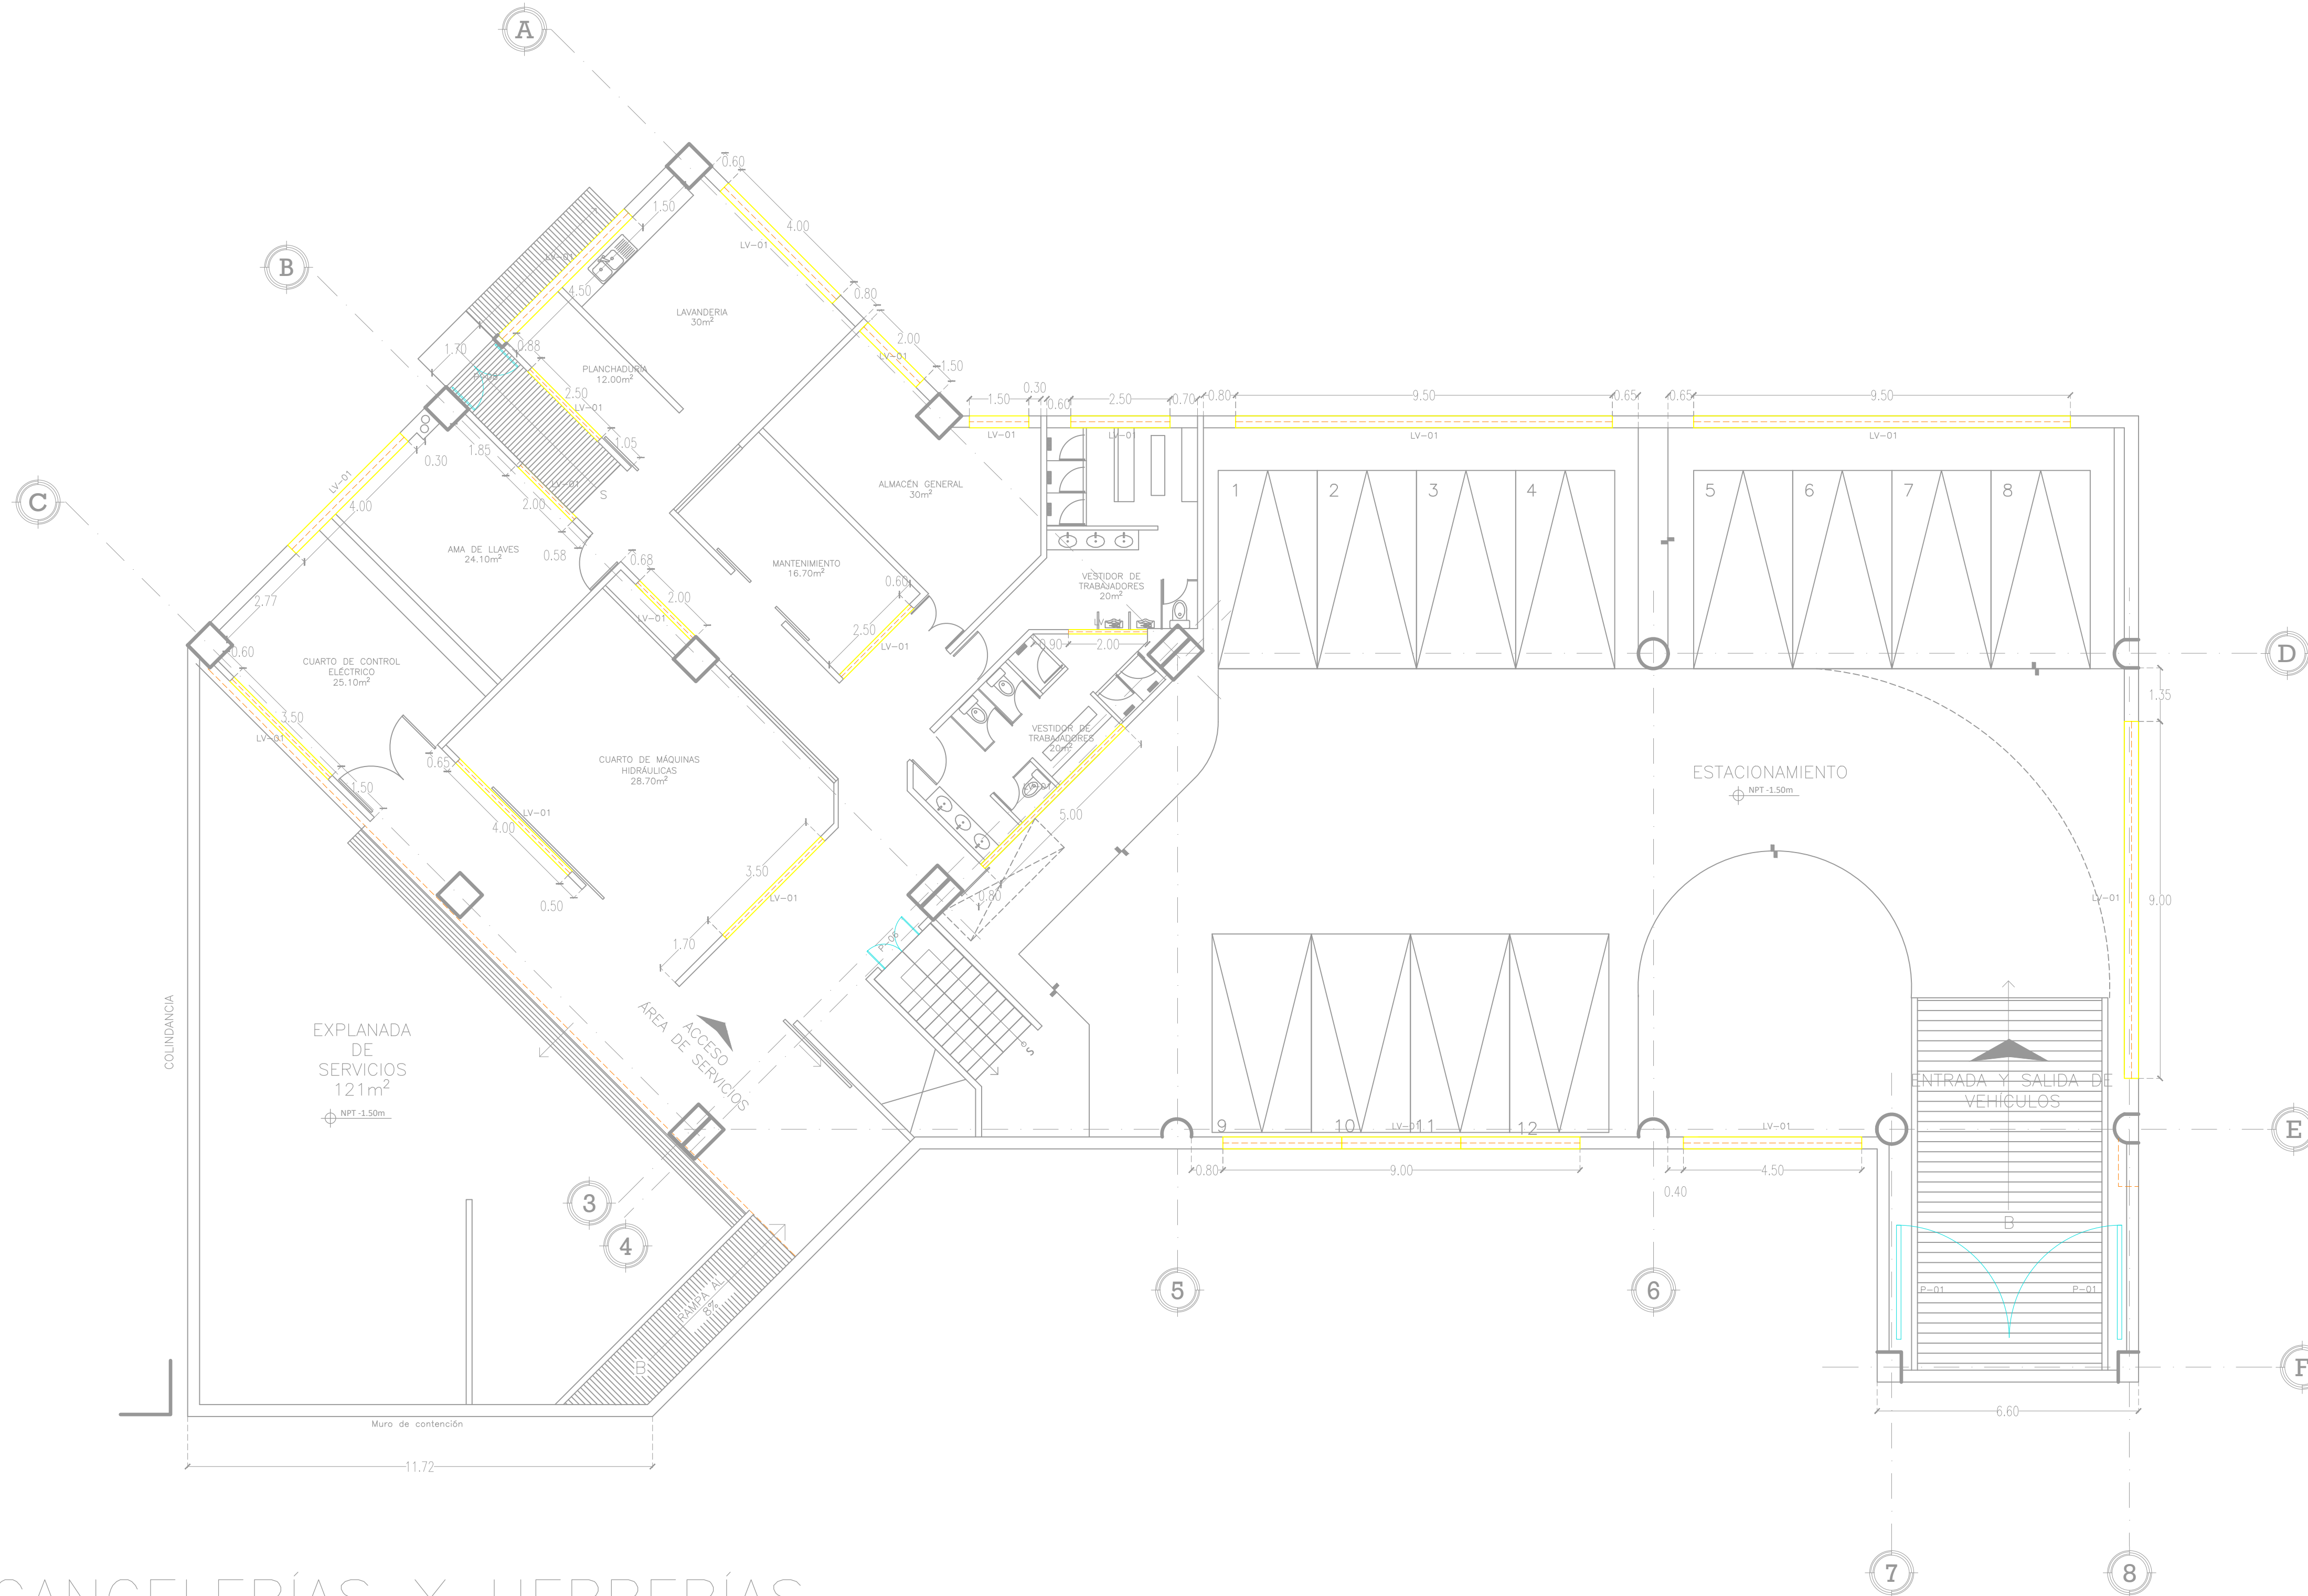 A
0.60
1.50
4.00
LV-01
B
LV-01
4.50
0.80
LAVANDERIA
30m²
2.00
1.70
0.88
LV-01
1.50
P-08
PLANCHADURIA
12.00m²
2.50
LV-01
0.30
1.50
0.60
2.50
0.70
0.80
9.50
0.65
0.65
9.50
LV-01
LV-01
LV-01
LV-01
1.05
1.85
0.30
LV-01
LV-01
ALMACÉN GENERAL
30m²
1
2
3
4
5
6
7
8
S
C
4.00
2.00
AMA DE LLAVES
24.10m²
0.58
0.68
MANTENIMIENTO
16.70m²
0.60
VESTIDOR DE
TRABAJADORES
20m²
2.77
2.00
LV-01
2.50
LV-01
0.90
2.00
0.60
D
CUARTO DE CONTROL
ELÉCTRICO
25.10m²
1.35
3.50
LV-01
VESTIDOR DE
TRABAJADORES
20m²
0.65
CUARTO DE MÁQUINAS
HIDRÁULICAS
28.70m²
ESTACIONAMIENTO
NPT -1.50m
1.50
LV-01
LV-01
5.00
4.00
3.50
LV-01
0.80
LV-01
9.00
0.50
1.70
P-06
COLINDANCIA
EXPLANADA
DE
SERVICIOS
121m²
NPT -1.50m
ACCESO
ÁREA DE SERVICIOS
S
ENTRADA Y SALIDA DE
VEHÍCULOS
9
10
LV-01
11
12
LV-01
E
0.80
9.00
4.50
0.40
3
4
B
5
6
P-01
P-01
RAMPA AL
8%
B
F
Muro de contención
6.60
11.72
7
8
CANCELERÍAS Y HERRERÍAS